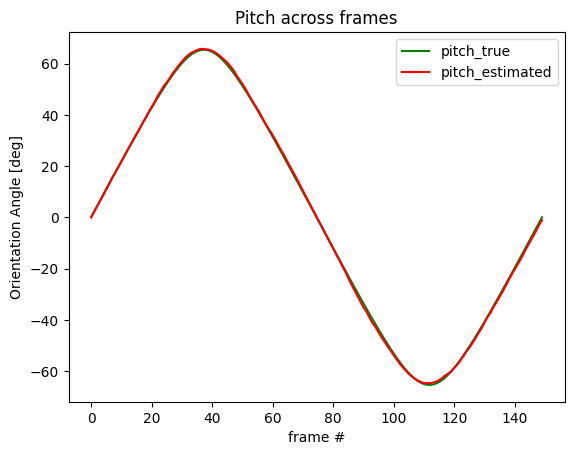 Pitch across frames
pitch_true
pitch_estimated
Orientation Angle [deg]
60
40
20
0
−20
−40
−60
0 20 40 60 80 100 120 140
frame #